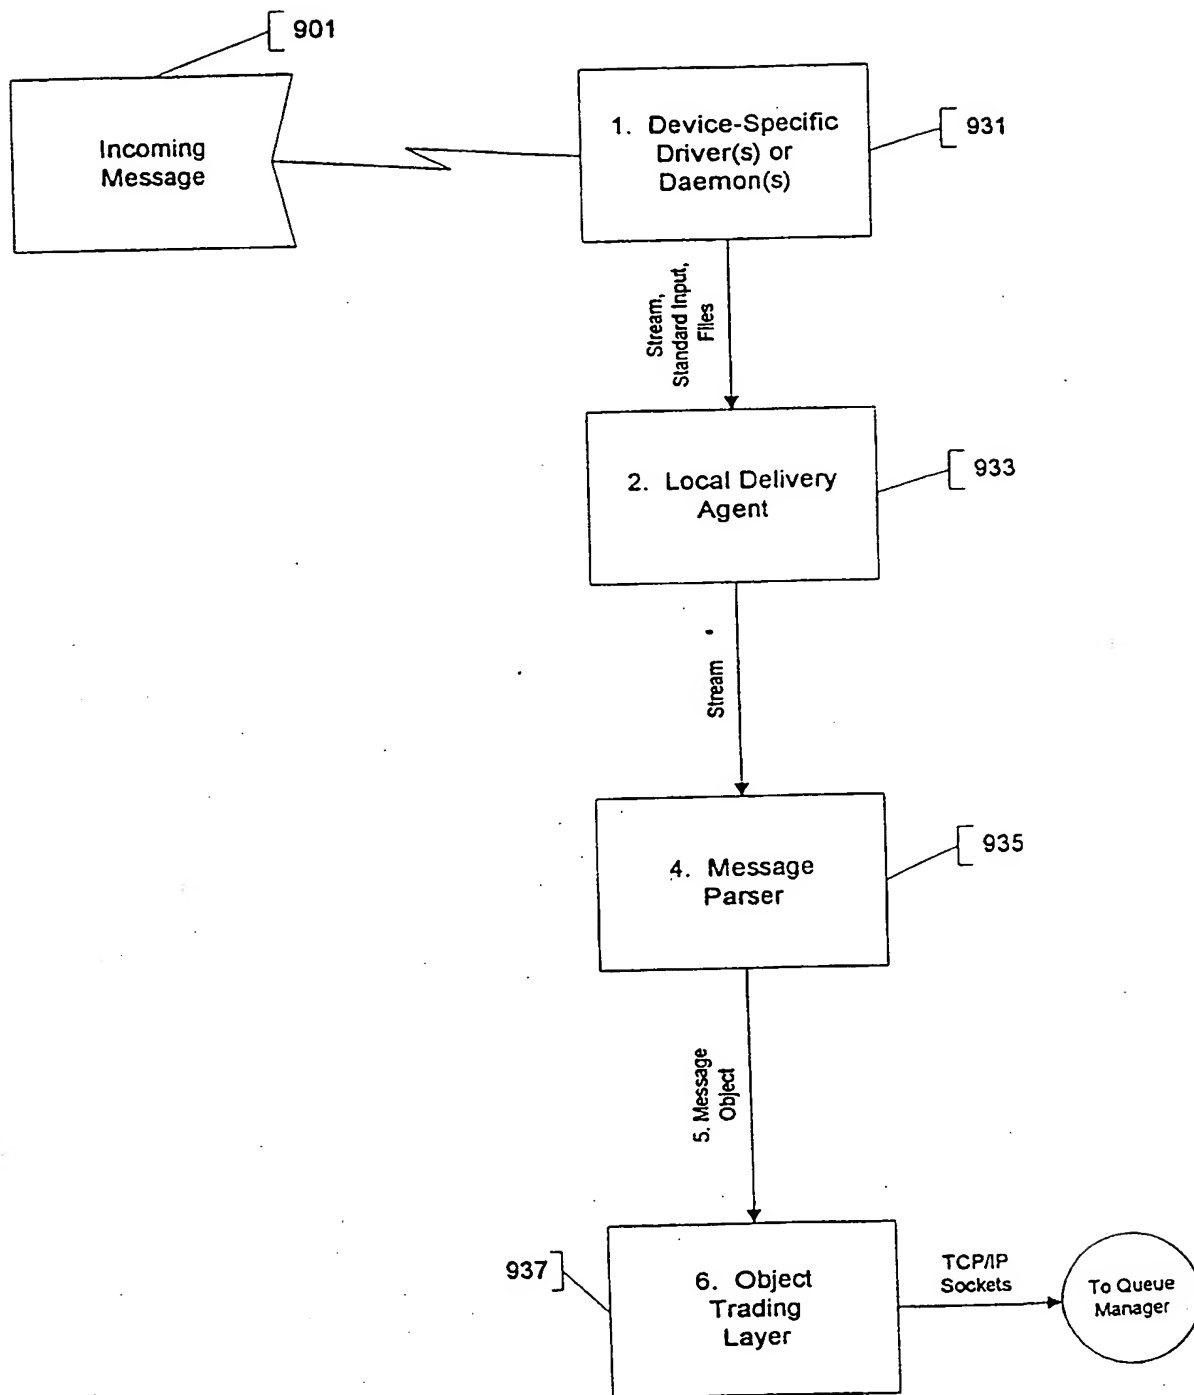 901
Incoming
Message
1. Device-Specific
Driver(s) or
Daemon(s)
931
Stream,
Standard Input,
Files
2. Local Delivery
Agent
933
Stream
4. Message
Parser
935
5. Message
Object
937
6. Object
Trading
Layer
TCP/IP
Sockets
To Queue
Manager